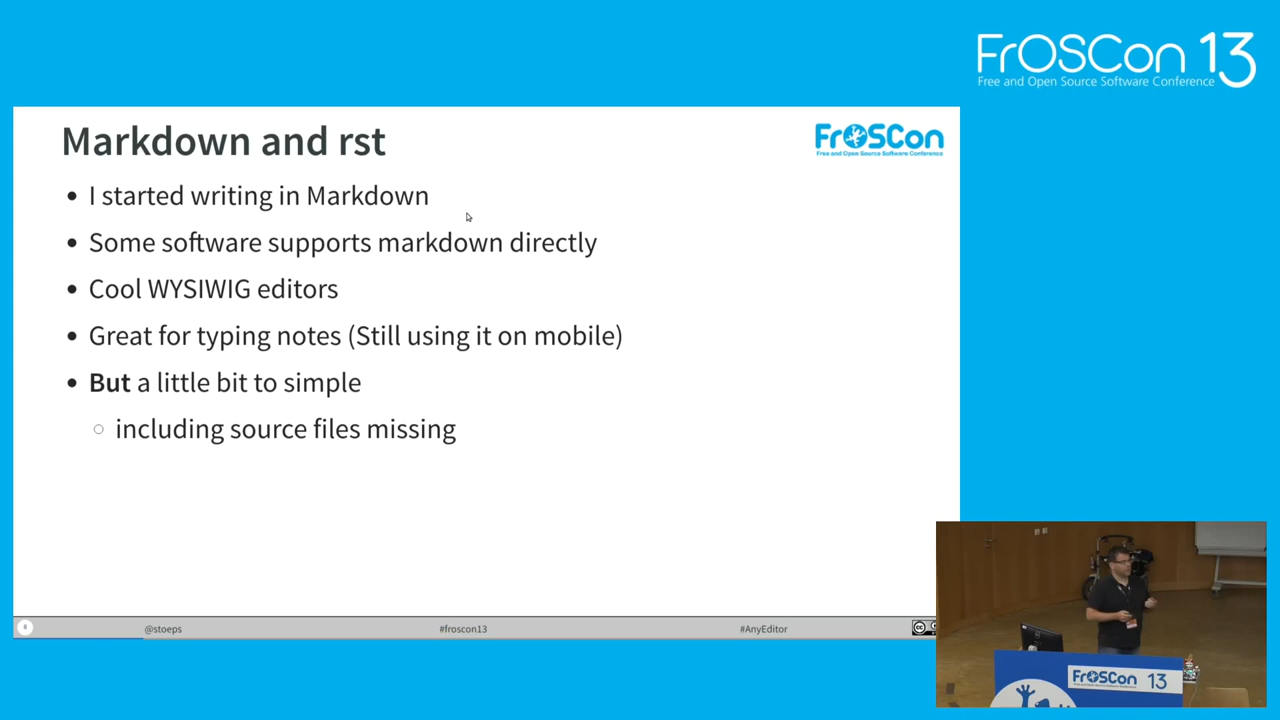 FrOSCon 13
Free and Open Source Software Conference
Markdown and rst
FrOSCon
Free and Open Source Software Conference
• I started writing in Markdown
• Some software supports markdown directly
• Cool WYSIWIG editors
• Great for typing notes (Still using it on mobile)
• But a little bit to simple
○ including source files missing
8
@stoeps
#froscon13
#AnyEditor
cc
FrOSCon 13